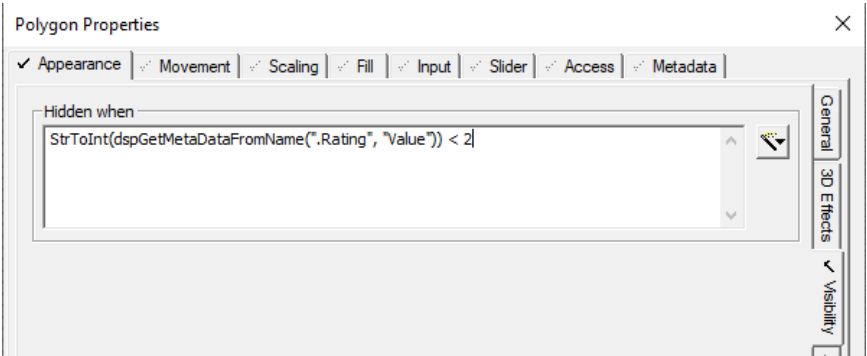 Polygon Properties
Appearance Movement Scaling Fill Input Slider Access Metadata
Hidden when
StrToInt(dspGetMetaDataFromName(".Rating", "Value")) < 2
General
3D Effects
Visibility